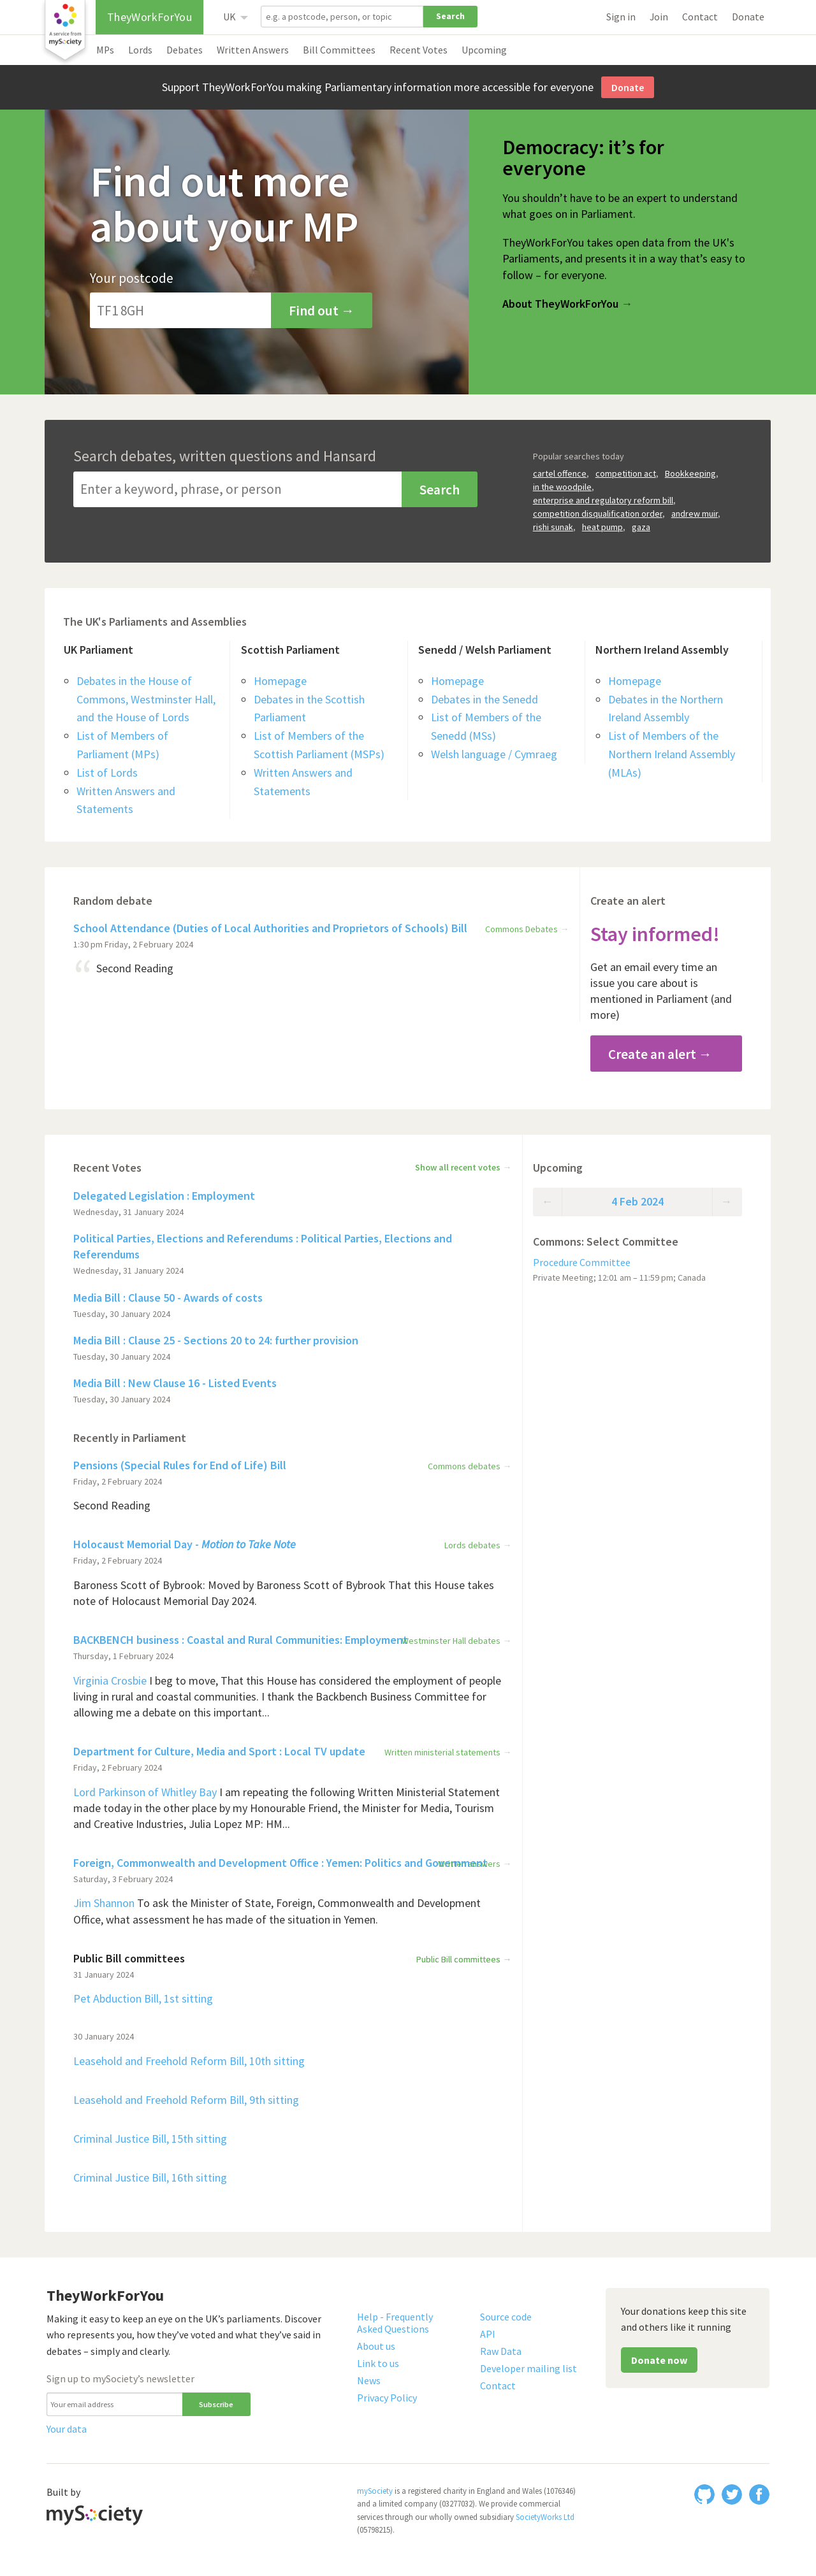 A service from
mySociety
TheyWorkForYou
UK
e.g. a postcode, person, or topic
Search
Sign in
Join
Contact
Donate
MPs
Lords
Debates
Written Answers
Bill Committees
Recent Votes
Upcoming
Support TheyWorkForYou making Parliamentary information more accessible for everyone
Donate
Find out more
about your MP
Your postcode
TF1 8GH
Find out →
Democracy: it’s for
everyone
You shouldn’t have to be an expert to understand
what goes on in Parliament.
TheyWorkForYou takes open data from the UK's
Parliaments, and presents it in a way that’s easy to
follow – for everyone.
About TheyWorkForYou →
Search debates, written questions and Hansard
Enter a keyword, phrase, or person
Search
Popular searches today
cartel offence, competition act, Bookkeeping,
in the woodpile,
enterprise and regulatory reform bill,
competition disqualification order, andrew muir,
rishi sunak, heat pump, gaza
The UK's Parliaments and Assemblies
UK Parliament
Debates in the House of
Commons, Westminster Hall,
and the House of Lords
List of Members of
Parliament (MPs)
List of Lords
Written Answers and
Statements
Scottish Parliament
Homepage
Debates in the Scottish
Parliament
List of Members of the
Scottish Parliament (MSPs)
Written Answers and
Statements
Senedd / Welsh Parliament
Homepage
Debates in the Senedd
List of Members of the
Senedd (MSs)
Welsh language / Cymraeg
Northern Ireland Assembly
Homepage
Debates in the Northern
Ireland Assembly
List of Members of the
Northern Ireland Assembly
(MLAs)
Random debate
School Attendance (Duties of Local Authorities and Proprietors of Schools) Bill
Commons Debates →
1:30 pm Friday, 2 February 2024
“ Second Reading
Create an alert
Stay informed!
Get an email every time an
issue you care about is
mentioned in Parliament (and
more)
Create an alert →
Recent Votes
Show all recent votes →
Delegated Legislation : Employment
Wednesday, 31 January 2024
Political Parties, Elections and Referendums : Political Parties, Elections and
Referendums
Wednesday, 31 January 2024
Media Bill : Clause 50 - Awards of costs
Tuesday, 30 January 2024
Media Bill : Clause 25 - Sections 20 to 24: further provision
Tuesday, 30 January 2024
Media Bill : New Clause 16 - Listed Events
Tuesday, 30 January 2024
Recently in Parliament
Pensions (Special Rules for End of Life) Bill
Commons debates →
Friday, 2 February 2024
Second Reading
Holocaust Memorial Day - Motion to Take Note
Lords debates →
Friday, 2 February 2024
Baroness Scott of Bybrook: Moved by Baroness Scott of Bybrook That this House takes
note of Holocaust Memorial Day 2024.
BACKBENCH business : Coastal and Rural Communities: Employment
Westminster Hall debates →
Thursday, 1 February 2024
Virginia Crosbie I beg to move, That this House has considered the employment of people
living in rural and coastal communities. I thank the Backbench Business Committee for
allowing me a debate on this important...
Department for Culture, Media and Sport : Local TV update
Written ministerial statements →
Friday, 2 February 2024
Lord Parkinson of Whitley Bay I am repeating the following Written Ministerial Statement
made today in the other place by my Honourable Friend, the Minister for Media, Tourism
and Creative Industries, Julia Lopez MP: HM...
Foreign, Commonwealth and Development Office : Yemen: Politics and Government
Written answers →
Saturday, 3 February 2024
Jim Shannon To ask the Minister of State, Foreign, Commonwealth and Development
Office, what assessment he has made of the situation in Yemen.
Public Bill committees
Public Bill committees →
31 January 2024
Pet Abduction Bill, 1st sitting
30 January 2024
Leasehold and Freehold Reform Bill, 10th sitting
Leasehold and Freehold Reform Bill, 9th sitting
Criminal Justice Bill, 15th sitting
Criminal Justice Bill, 16th sitting
Upcoming
← 4 Feb 2024 →
Commons: Select Committee
Procedure Committee
Private Meeting; 12:01 am – 11:59 pm; Canada
TheyWorkForYou
Making it easy to keep an eye on the UK’s parliaments. Discover
who represents you, how they’ve voted and what they’ve said in
debates – simply and clearly.
Sign up to mySociety’s newsletter
Your email address
Subscribe
Your data
Help - Frequently
Asked Questions
About us
Link to us
News
Privacy Policy
Source code
API
Raw Data
Developer mailing list
Contact
Your donations keep this site
and others like it running
Donate now
Built by
mySociety
mySociety is a registered charity in England and Wales (1076346)
and a limited company (03277032). We provide commercial
services through our wholly owned subsidiary SocietyWorks Ltd
(05798215).